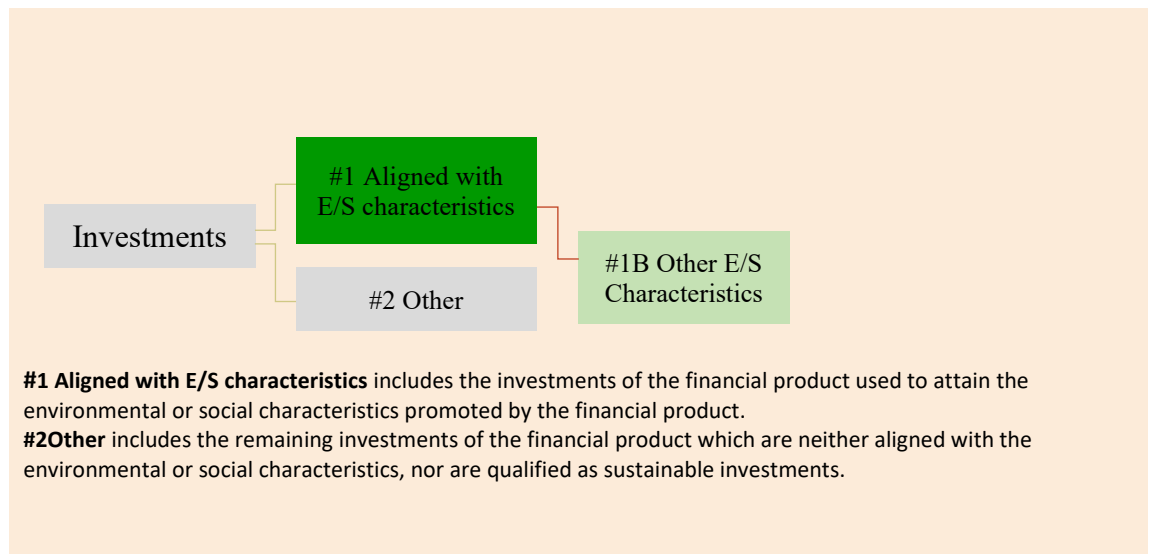 #1 Aligned with
E/S characteristics
Investments
#2 Other
#1B Other E/S
Characteristics
#1 Aligned with E/S characteristics includes the investments of the financial product used to attain the
environmental or social characteristics promoted by the financial product.
#2Other includes the remaining investments of the financial product which are neither aligned with the
environmental or social characteristics, nor are qualified as sustainable investments.